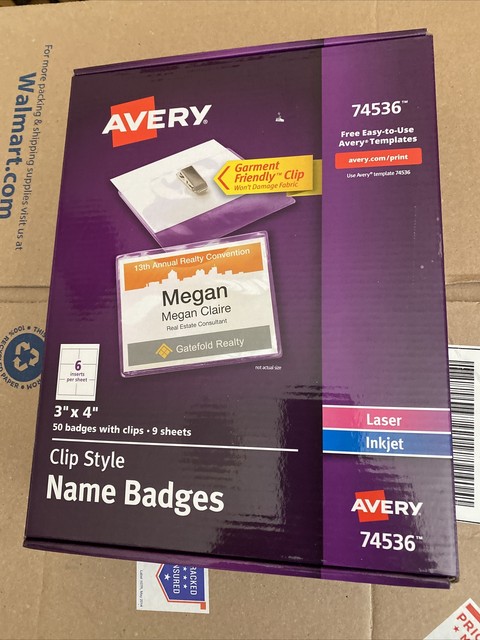 For more packing & shipping supplies visit us at
Walmart.com
AVERY
74536™
Free Easy-to-Use
Avery® Templates
avery.com/print
Use Avery® template 74536
Garment
Friendly™ Clip
Won't Damage Fabric
13th Annual Realty Convention
Megan
Megan Claire
Real Estate Consultant
Gatefold Realty
not actual size
6
inserts
per sheet
3" x 4"
50 badges with clips • 9 sheets
Clip Style
Name Badges
Laser
Inkjet
AVERY
74536™